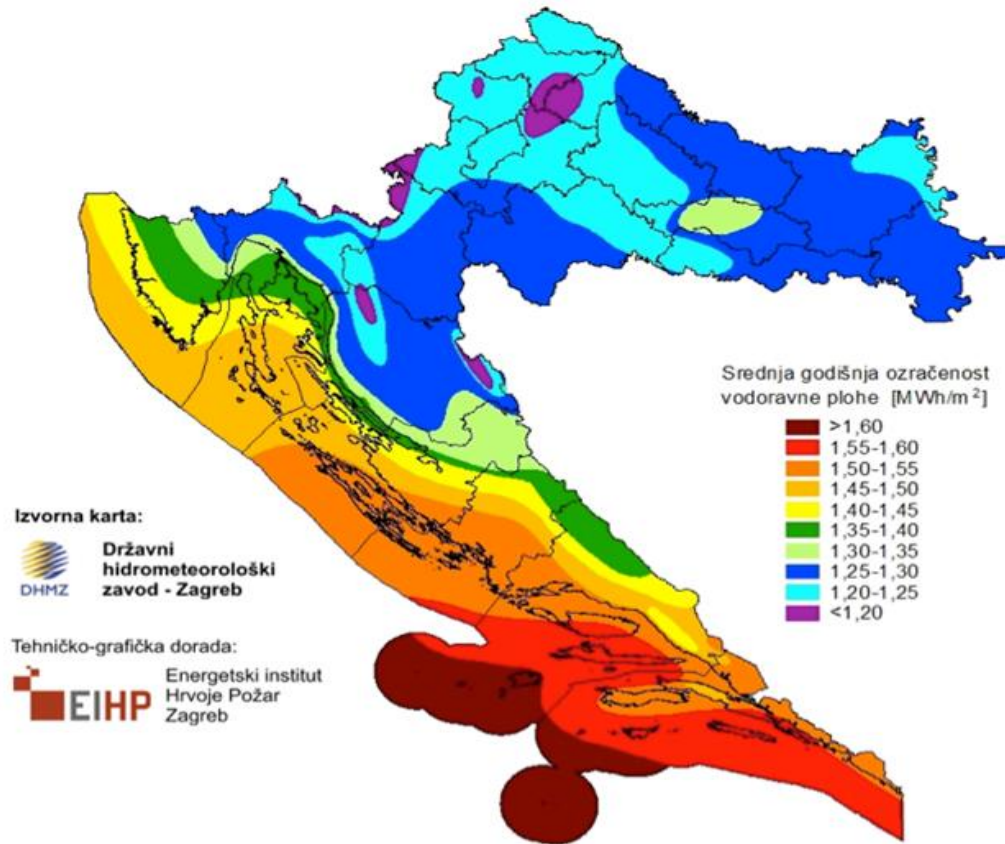 Srednja godišnja ozračenost
vodoravne plohe [MWh/m²]
>1,60
1,55-1,60
1,50-1,55
1,45-1,50
1,40-1,45
1,35-1,40
1,30-1,35
1,25-1,30
1,20-1,25
<1,20
Izvorna karta:
DHMZ
Državni
hidrometeorološki
zavod - Zagreb
Tehničko-grafička dorada:
EIHP
Energetski institut
Hrvoje Požar
Zagreb